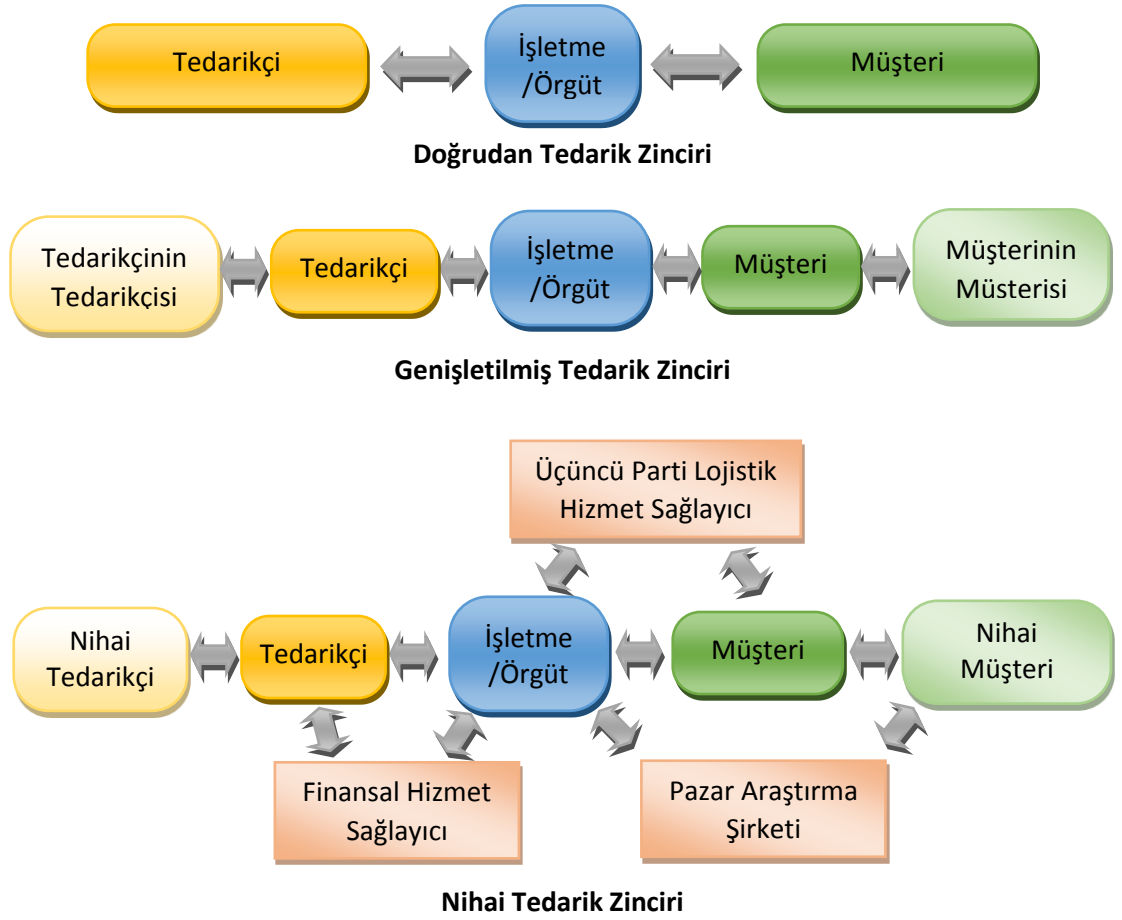 Tedarikçi
İşletme
/Örgüt
Müşteri
Doğrudan Tedarik Zinciri
Tedarikçinin
Tedarikçisi
Tedarikçi
İşletme
/Örgüt
Müşteri
Müşterinin
Müsterisi
Genişletilmiş Tedarik Zinciri
Üçüncü Parti Lojistik
Hizmet Sağlayıcı
Nihai
Tedarikçi
Tedarikçi
İşletme
/Örgüt
Müşteri
Nihai
Müşteri
Finansal Hizmet
Sağlayıcı
Pazar Araştırma
Şirketi
Nihai Tedarik Zinciri